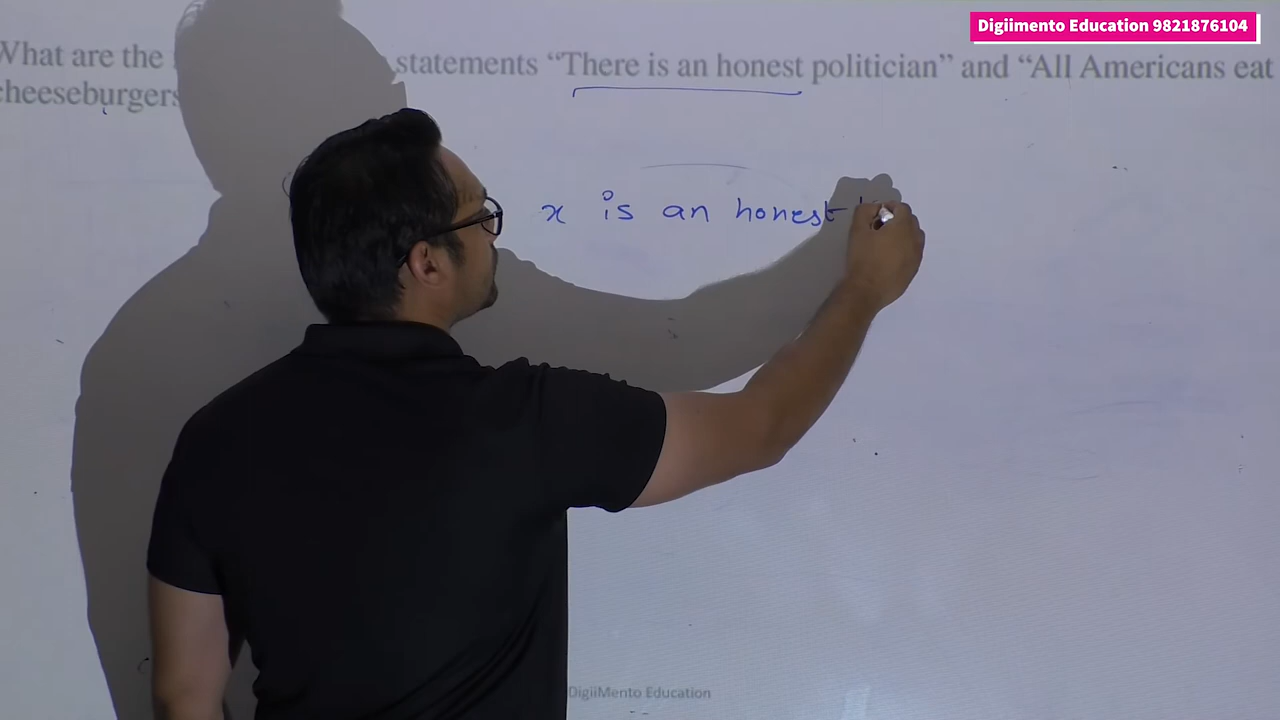 Digiimento Education 9821876104
What are the statements “There is an honest politician” and “All Americans eat
cheeseburgers
x is an honest
DigiiMento Education